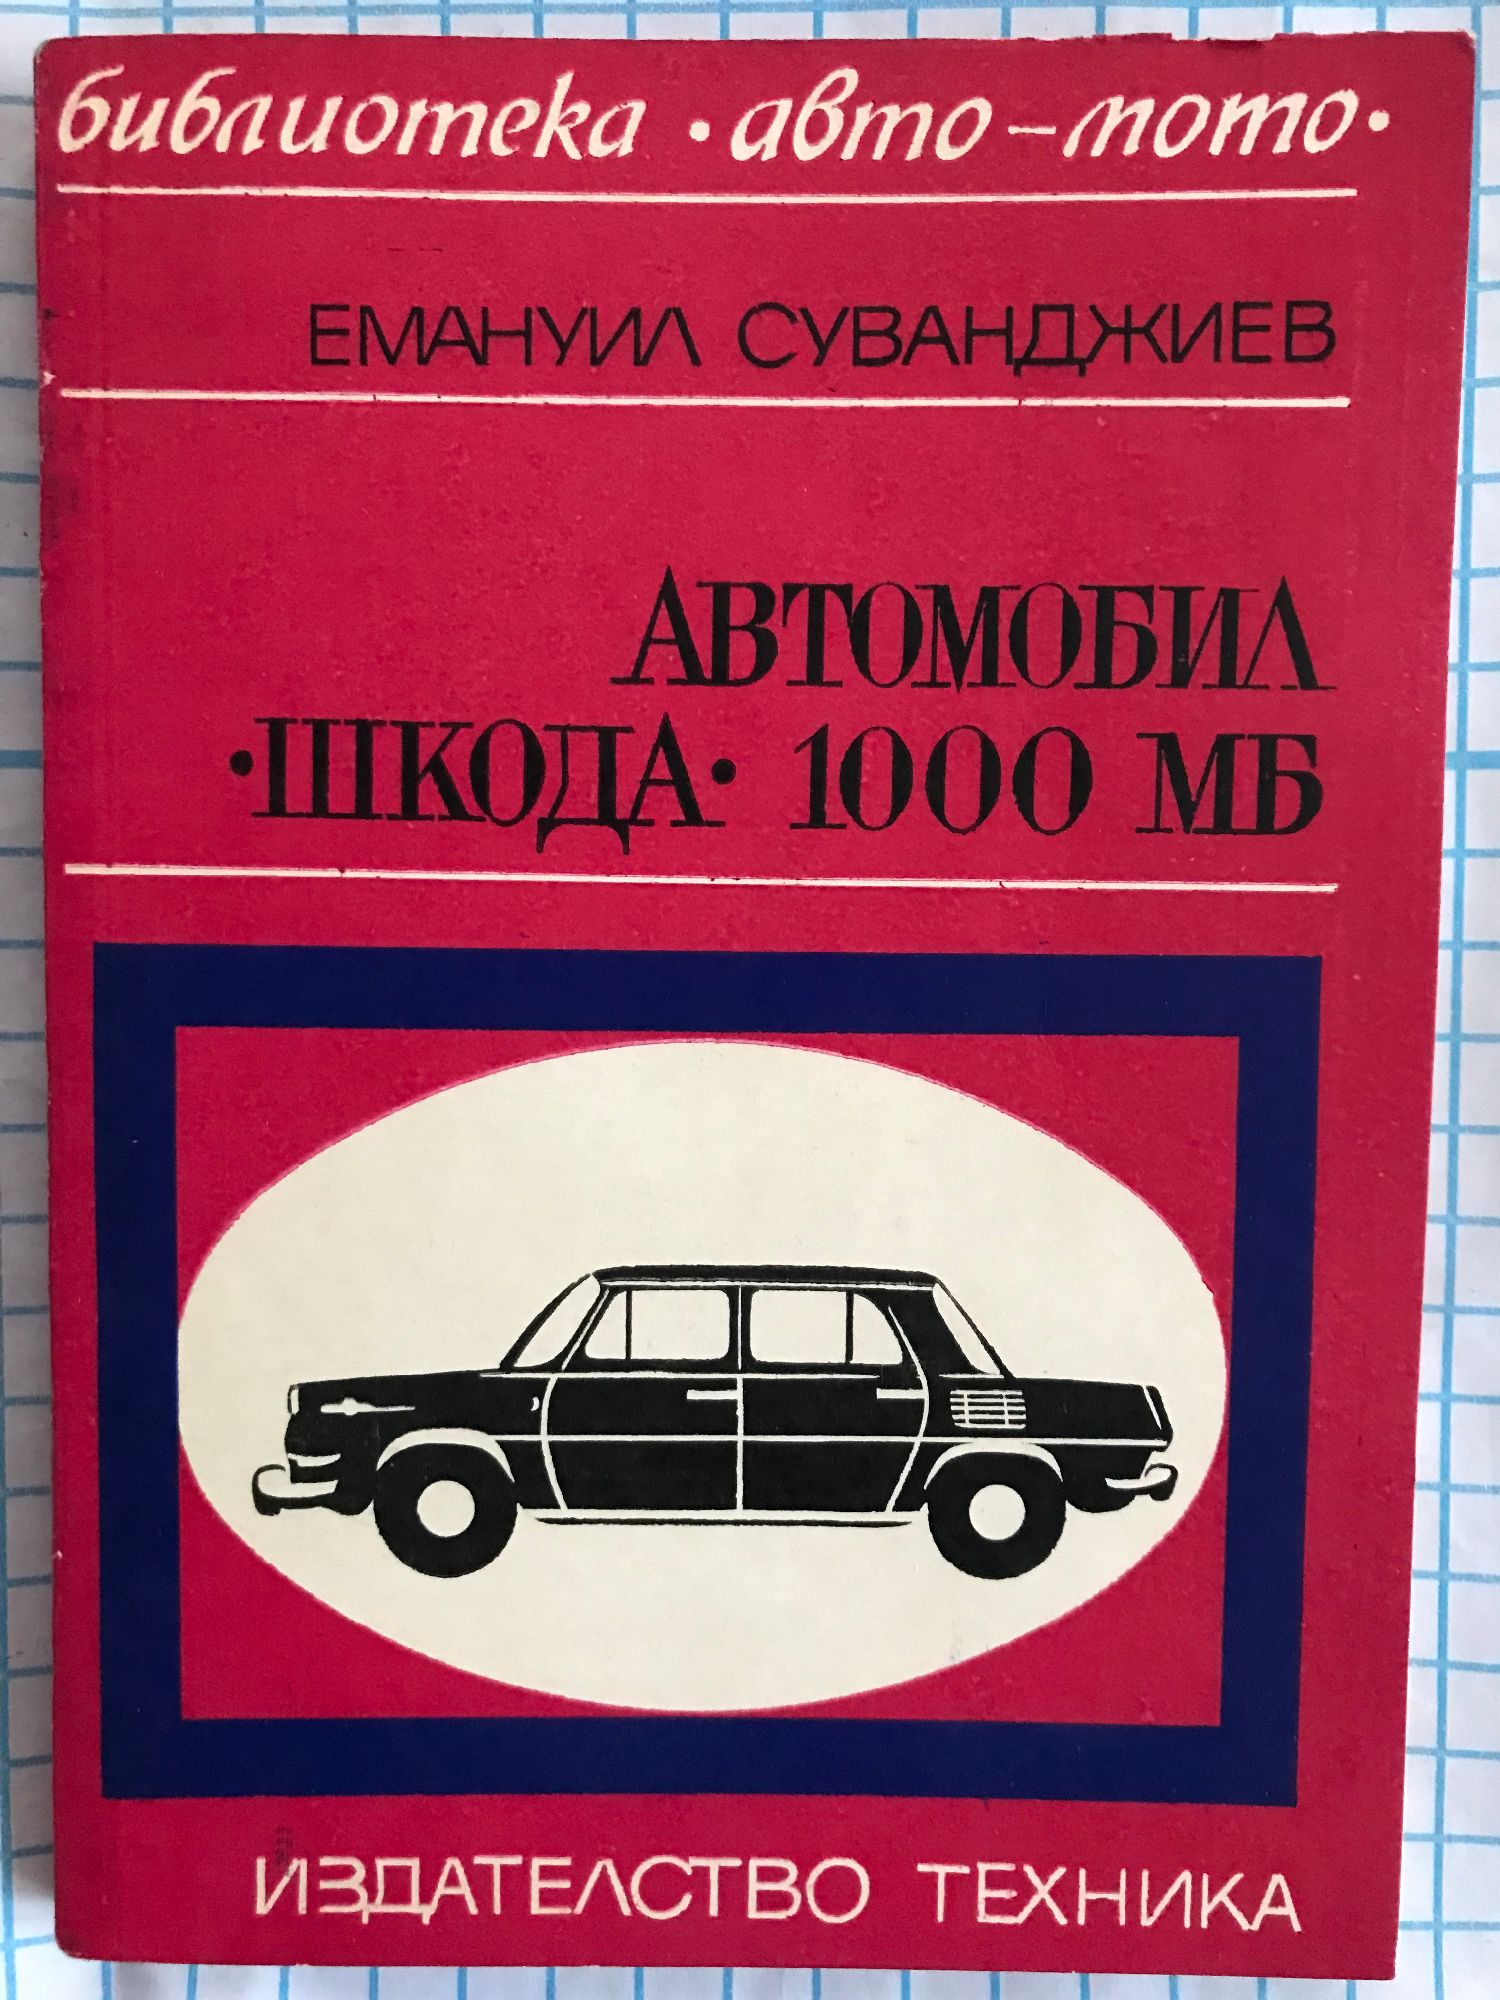 библиотека • авто-мото •
ЕМАНУИЛ СУВАНДЖИЕВ
АВТОМОБИЛ
•ШКОДА• 1000 МБ
ИЗДАТЕЛСТВО ТЕХНИКА